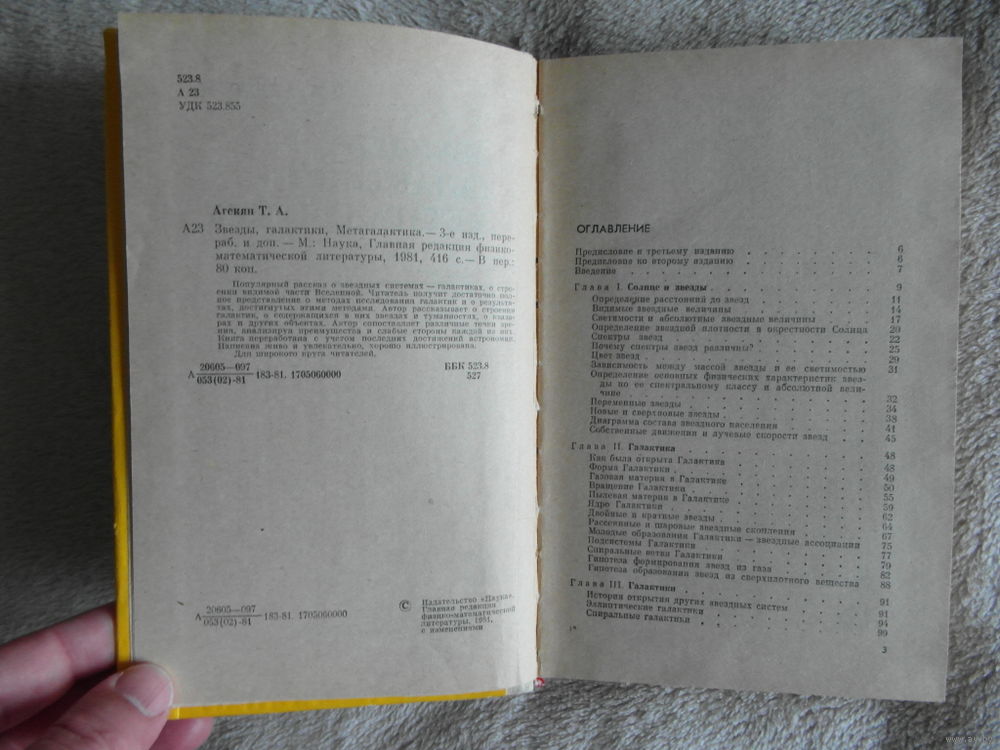 523.8
А 23
УДК 523.855
Агекян Т. А.
А23 Звезды, галактики, Метагалактика.— 3-е изд., пере-
раб. и доп. — М.: Наука, Главная редакция физико-
математической литературы, 1981, 416 с.— В пер.:
80 коп.
Популярный рассказ о звездных системах — галактиках, о стро-
ении видимой части Вселенной. Читатель получит достаточно пол-
ное представление о методах исследования галактик и о результа-
тах, достигнутых этими методами. Автор рассказывает о строении
галактик, о содержащихся в них звездах и туманностях, о кваза-
рах и других объектах. Автор сопоставляет различные точки зре-
ния, анализируя преимущества и слабые стороны каждой из них.
Книга переработана с учетом последних достижений астрономии.
Написана живо и увлекательно, хорошо иллюстрирована.
Для широкого круга читателей.
А 20605—097 / 053(02)-81 183-81. 1705060000
ББК 523.8
527
А 20605—097 / 053(02)-81 183-81. 1705060000
© Издательство «Наука».
Главная редакция
физико-математической
литературы, 1981,
с изменениями
ОГЛАВЛЕНИЕ
Предисловие к третьему изданию 6
Предисловие ко второму изданию 6
Введение 7
Глава I. Солнце и звезды 9
Определение расстояний до звезд 11
Видимые звездные величины 14
Светимости и абсолютные звездные величины 17
Определение звездной плотности в окрестности Солнца 20
Спектры звезд 22
Почему спектры звезд различны? 25
Цвет звезд 29
Зависимость между массой звезды и ее светимостью 31
Определение основных физических характеристик звез-
ды по ее спектральному классу и абсолютной вели-
чине 32
Переменные звезды 34
Новые и сверхновые звезды 38
Диаграмма состава звездного населения 41
Собственные движения и лучевые скорости звезд 45
Глава II. Галактика 48
Как была открыта Галактика 48
Форма Галактики 49
Газовая материя в Галактике 50
Вращение Галактики 55
Пылевая материя в Галактике 59
Ядро Галактики 62
Двойные и кратные звезды 64
Рассеянные и шаровые звездные скопления 67
Молодые образования Галактики — звездные ассоциации 75
Подсистемы Галактики 77
Спиральные ветви Галактики 79
Гипотеза формирования звезд из газа 82
Гипотеза образования звезд из сверхплотного вещества 88
Глава III. Галактики 91
История открытия других звездных систем 91
Эллиптические галактики 94
Спиральные галактики 99
1*
3
www.ay.by